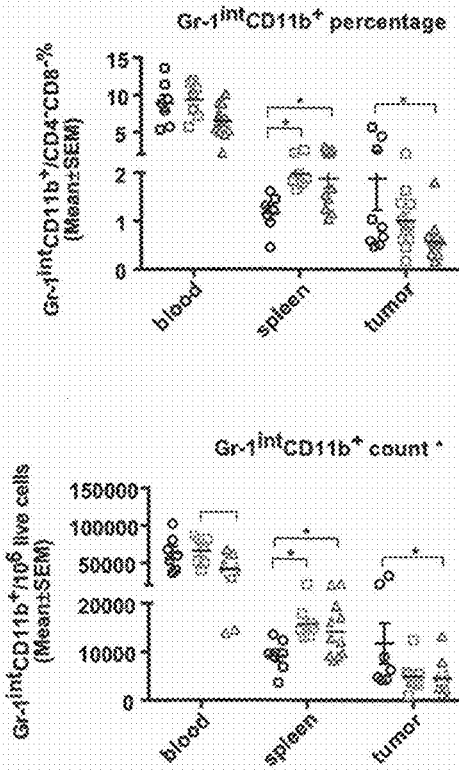 Gr-1intCD11b+ percentage
Gr-1intCD11b+/CD4-CD8-%
(Mean±SEM)
15
10
5
2
1
0
*
*
*
blood
spleen
tumor
Gr-1intCD11b+ count *
Gr-1intCD11b+/10⁶ live cells
(Mean±SEM)
150000
100000
50000
20000
10000
0
*
*
*
blood
spleen
tumor